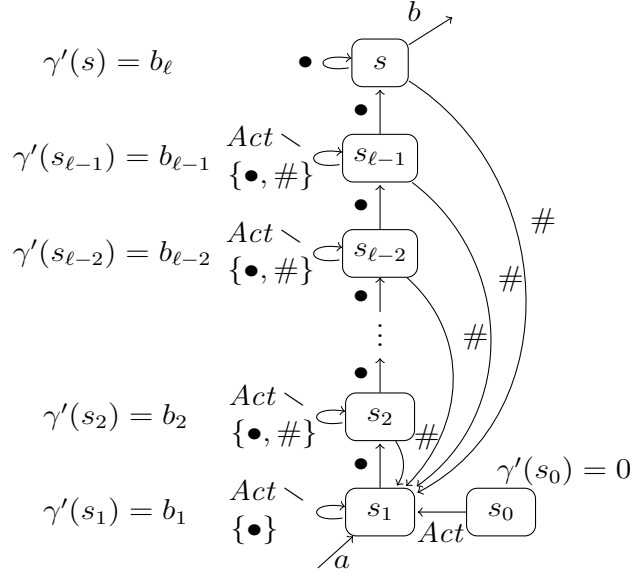 b
γ'(s) = b_ℓ ● s
●
Act \
γ'(s_{ℓ−1}) = b_{ℓ−1} {●, #} s_{ℓ−1}
#
●
Act \
γ'(s_{ℓ−2}) = b_{ℓ−2} {●, #} s_{ℓ−2}
#
●
⋮
#
●
Act \
γ'(s_2) = b_2 {●, #} s_2
#
●
γ'(s_0) = 0
Act \
γ'(s_1) = b_1 {●} s_1 Act s_0
a